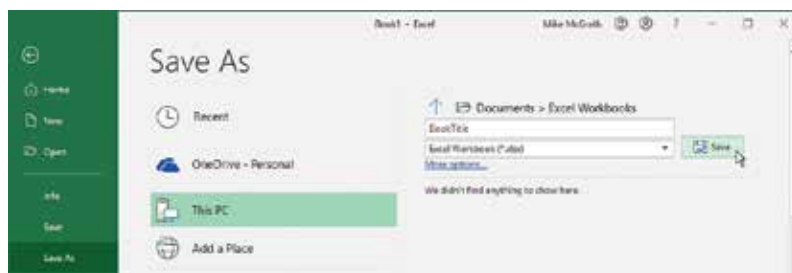 Book1 - Excel
Mike McGrath
?
Save As
Home
New
Open
Info
Save
Save As
Recent
OneDrive - Personal
This PC
Add a Place
Documents > Excel Workbooks
BookTitle
Excel Workbook (*.xlsx)
More options...
Save
We didn't find anything to show here.